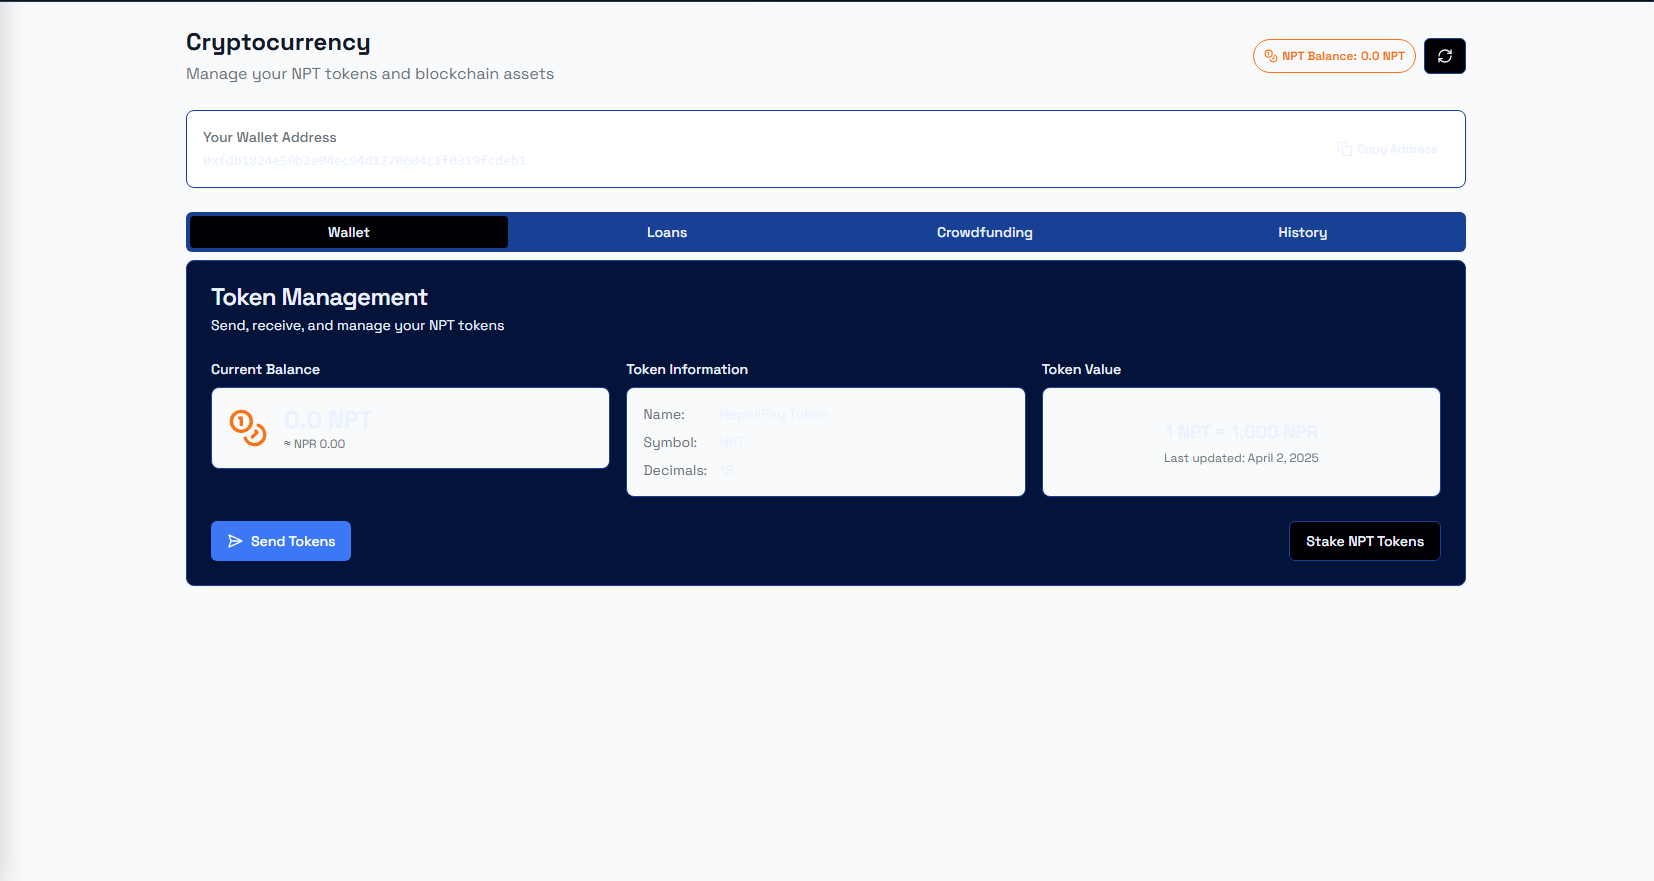 Cryptocurrency
Manage your NPT tokens and blockchain assets
NPT Balance: 0.0 NPT
Your Wallet Address
0xfdb1824e50b2e04ec94d1270604c1f0319fcdeb1
Copy Address
Wallet
Loans
Crowdfunding
History
Token Management
Send, receive, and manage your NPT tokens
Current Balance
0.0 NPT
≈ NPR 0.00
Token Information
Name: NepaliPay Token
Symbol: NPT
Decimals: 18
Token Value
1 NPT = 1,000 NPR
Last updated: April 2, 2025
Send Tokens
Stake NPT Tokens